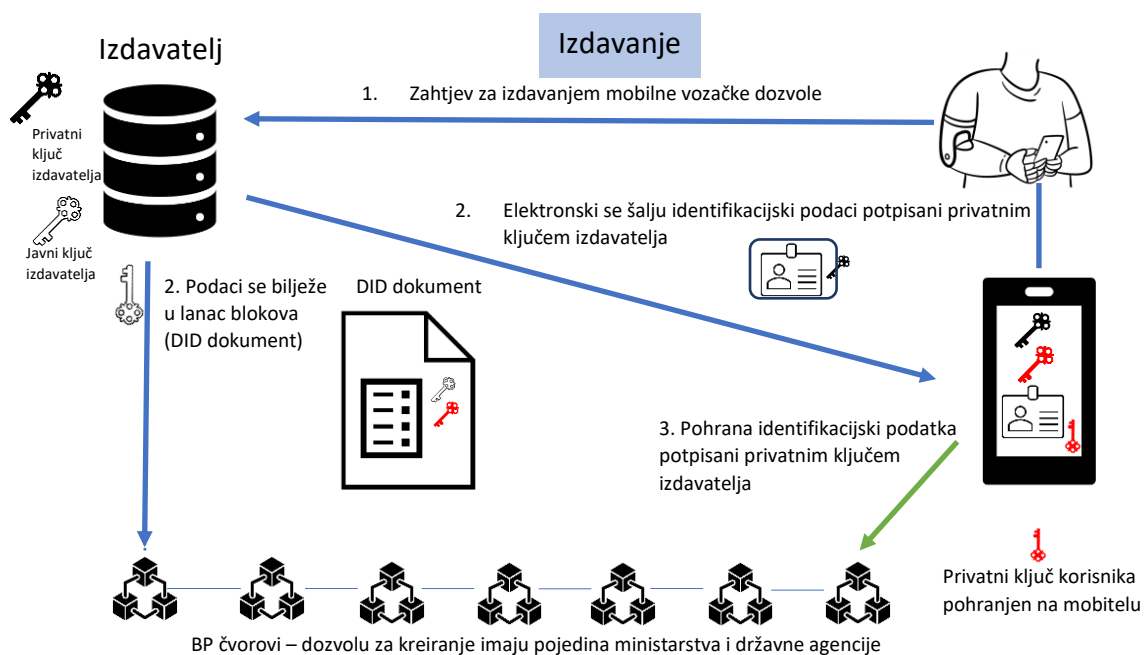 Izdavanje
Izdavatelj
1. Zahtjev za izdavanjem mobilne vozačke dozvole
Privatni
ključ
izdavatelja
Javni ključ
izdavatelja
2. Elektronski se šalju identifikacijski podaci potpisani privatnim
ključem izdavatelja
2. Podaci se bilježe
u lanac blokova
(DID dokument)
DID dokument
3. Pohrana identifikacijski podatka
potpisani privatnim ključem
izdavatelja
Privatni ključ korisnika
pohranjen na mobitelu
BP čvorovi – dozvolu za kreiranje imaju pojedina ministarstva i državne agencije